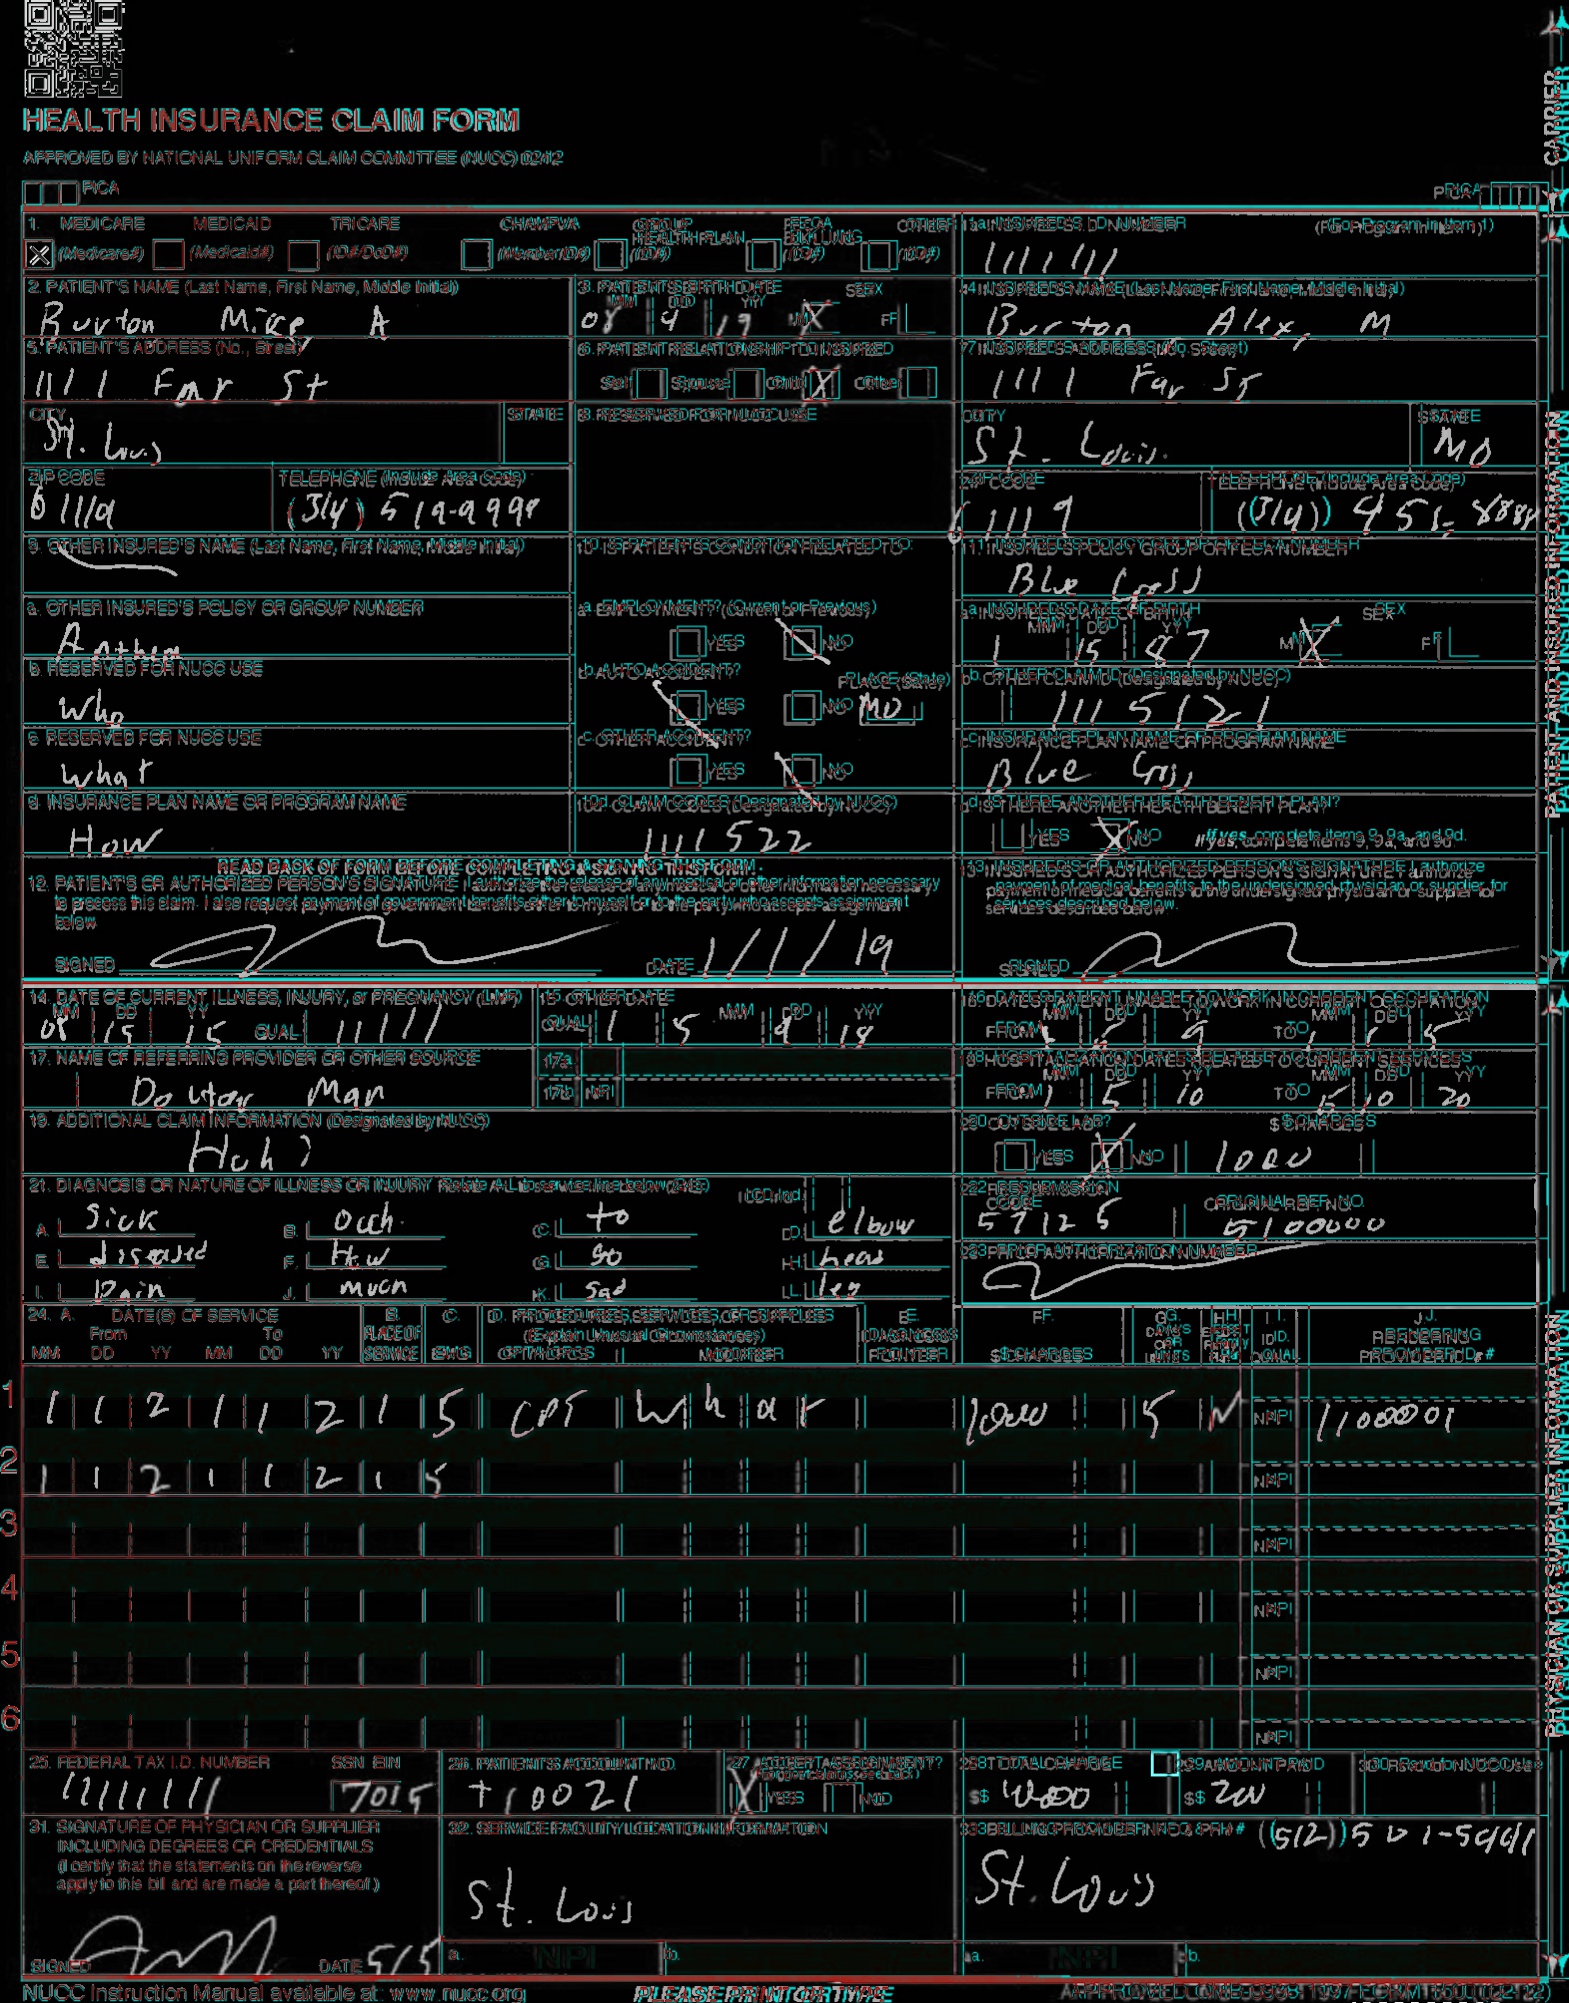 HEALTH INSURANCE CLAIM FORM
APPROVED BY NATIONAL UNIFORM CLAIM COMMITTEE (NUCC) 02/12
PICA PICA
CARRIER
1. MEDICARE MEDICAID TRICARE CHAMPVA GROUP HEALTH PLAN FECA BLK LUNG OTHER
X (Medicare#) (Medicaid#) (ID#/DoD#) (Member ID#) (ID#) (ID#) (ID#)
1a. INSURED'S I.D. NUMBER (For Program in Item 1)
1111111
2. PATIENT'S NAME (Last Name, First Name, Middle Initial)
Burton Mike A
3. PATIENT'S BIRTH DATE SEX
MM DD YY
08 9 19 M X F
4. INSURED'S NAME (Last Name, First Name, Middle Initial)
Burton Alex, M
5. PATIENT'S ADDRESS (No., Street)
1111 Far St
6. PATIENT RELATIONSHIP TO INSURED
Self Spouse Child X Other
7. INSURED'S ADDRESS (No., Street)
1111 Far St
CITY STATE
St. Louis
8. RESERVED FOR NUCC USE
CITY STATE
St. Louis MO
ZIP CODE TELEPHONE (Include Area Code)
61119 (314) 519-9999
ZIP CODE TELEPHONE (Include Area Code)
61119 (314) 455-8888
9. OTHER INSURED'S NAME (Last Name, First Name, Middle Initial)
10. IS PATIENT'S CONDITION RELATED TO:
11. INSURED'S POLICY GROUP OR FECA NUMBER
Blue Cross
a. OTHER INSURED'S POLICY OR GROUP NUMBER
Anthem
a. EMPLOYMENT? (Current or Previous)
YES NO
a. INSURED'S DATE OF BIRTH SEX
MM DD YY
1 15 87 M X F
b. RESERVED FOR NUCC USE
Who
b. AUTO ACCIDENT? PLACE (State)
YES NO MO
b. OTHER CLAIM ID (Designated by NUCC)
1115121
c. RESERVED FOR NUCC USE
What
c. OTHER ACCIDENT?
YES NO
c. INSURANCE PLAN NAME OR PROGRAM NAME
Blue Cross
d. INSURANCE PLAN NAME OR PROGRAM NAME
How
10d. CLAIM CODES (Designated by NUCC)
1111522
d. IS THERE ANOTHER HEALTH BENEFIT PLAN?
YES X NO If yes, complete items 9, 9a, and 9d.
READ BACK OF FORM BEFORE COMPLETING & SIGNING THIS FORM.
12. PATIENT'S OR AUTHORIZED PERSON'S SIGNATURE I authorize the release of any medical or other information necessary
to process this claim. I also request payment of government benefits either to myself or to the party who accepts assignment
below.
SIGNED DATE 1/1/19
13. INSURED'S OR AUTHORIZED PERSON'S SIGNATURE I authorize
payment of medical benefits to the undersigned physician or supplier for
services described below.
SIGNED
PATIENT AND INSURED INFORMATION
14. DATE OF CURRENT ILLNESS, INJURY, or PREGNANCY (LMP)
MM DD YY
08 15 15 QUAL. 11111
15. OTHER DATE
QUAL. MM DD YY
1 5 9 18
16. DATES PATIENT UNABLE TO WORK IN CURRENT OCCUPATION
MM DD YY MM DD YY
FROM 9 TO 1 1 5
17. NAME OF REFERRING PROVIDER OR OTHER SOURCE
Doctor Man
17a.
17b. NPI
18. HOSPITALIZATION DATES RELATED TO CURRENT SERVICES
MM DD YY MM DD YY
FROM 1 5 10 TO 15 10 20
19. ADDITIONAL CLAIM INFORMATION (Designated by NUCC)
Huh?
20. OUTSIDE LAB? $ CHARGES
YES X NO 1000
21. DIAGNOSIS OR NATURE OF ILLNESS OR INJURY Relate A-L to service line below (24E) ICD Ind.
A. Sick B. Ouch C. to D. elbow
E. diseased F. How G. go H. head
I. Pain J. much K. sad L. leg
22. RESUBMISSION CODE ORIGINAL REF. NO.
57125 5100000
23. PRIOR AUTHORIZATION NUMBER
24. A. DATE(S) OF SERVICE B. C. D. PROCEDURES, SERVICES, OR SUPPLIES E. F. G. H. I. J.
From To PLACE OF (Explain Unusual Circumstances) DIAGNOSIS DAYS OR EPSDT Family ID. RENDERING
MM DD YY MM DD YY SERVICE EMG CPT/HCPCS MODIFIER POINTER $ CHARGES UNITS Plan QUAL. PROVIDER ID. #
1
1 1 2 1 1 2 1 5 CPT W h a t 1000 5 N NPI 1100001
2
1 1 2 1 1 2 1 5 NPI
3
NPI
4
NPI
5
NPI
6
NPI
PHYSICIAN OR SUPPLIER INFORMATION
25. FEDERAL TAX I.D. NUMBER SSN EIN
11111111 7015
26. PATIENT'S ACCOUNT NO.
+10021
27. ACCEPT ASSIGNMENT?
(For govt. claims, see back)
X YES NO
28. TOTAL CHARGE
$
29. AMOUNT PAID
$ 200
30. Rsvd for NUCC Use
31. SIGNATURE OF PHYSICIAN OR SUPPLIER
INCLUDING DEGREES OR CREDENTIALS
(I certify that the statements on the reverse
apply to this bill and are made a part thereof.)
SIGNED DATE 5/5
32. SERVICE FACILITY LOCATION INFORMATION
St. Louis
a. NPI b.
33. BILLING PROVIDER INFO & PH # (512)501-5441
St. Louis
a. NPI b.
NUCC Instruction Manual available at: www.nucc.org
PLEASE PRINT OR TYPE
APPROVED OMB-0938-1197 FORM 1500 (02-12)